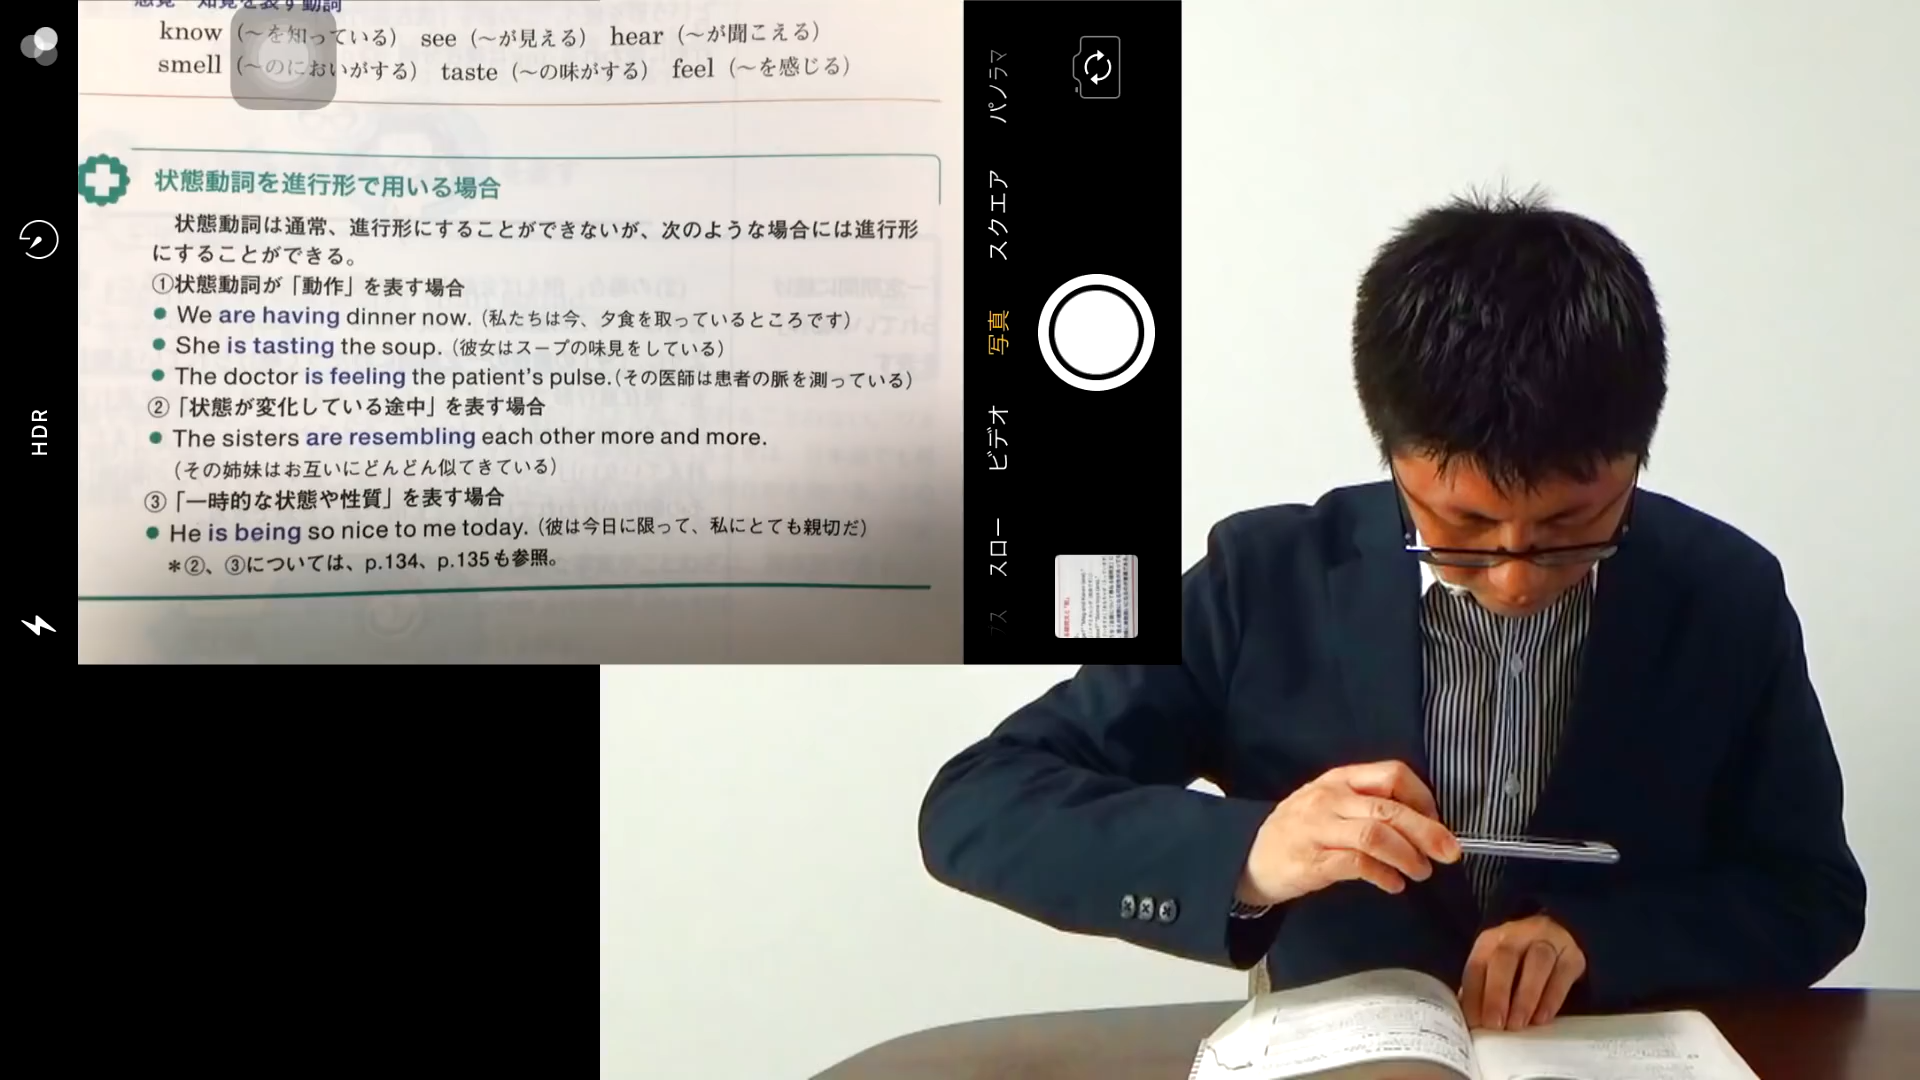 感覚・知覚を表す動詞
know（～を知っている） see（～が見える） hear（～が聞こえる）
smell（～のにおいがする） taste（～の味がする） feel（～を感じる）
状態動詞を進行形で用いる場合
状態動詞は通常、進行形にすることができないが、次のような場合には進行形
にすることができる。
①状態動詞が「動作」を表す場合
● We are having dinner now.（私たちは今、夕食を取っているところです）
● She is tasting the soup.（彼女はスープの味見をしている）
● The doctor is feeling the patient's pulse.（その医師は患者の脈を測っている）
②「状態が変化している途中」を表す場合
● The sisters are resembling each other more and more.
（その姉妹はお互いにどんどん似てきている）
③「一時的な状態や性質」を表す場合
● He is being so nice to me today.（彼は今日に限って、私にとても親切だ）
＊②、③については、p.134、p.135も参照。
HDR
パノラマ
スクエア
写真
ビデオ
スロー